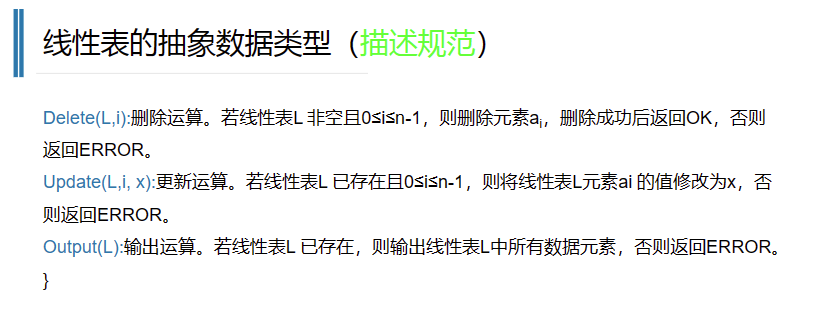 线性表的抽象数据类型（描述规范）
Delete(L,i):删除运算。若线性表L 非空且0≤i≤n-1，则删除元素ai，删除成功后返回OK，否则
返回ERROR。
Update(L,i, x):更新运算。若线性表L 已存在且0≤i≤n-1，则将线性表L元素ai 的值修改为x，否
则返回ERROR。
Output(L):输出运算。若线性表L 已存在，则输出线性表L中所有数据元素，否则返回ERROR。
}